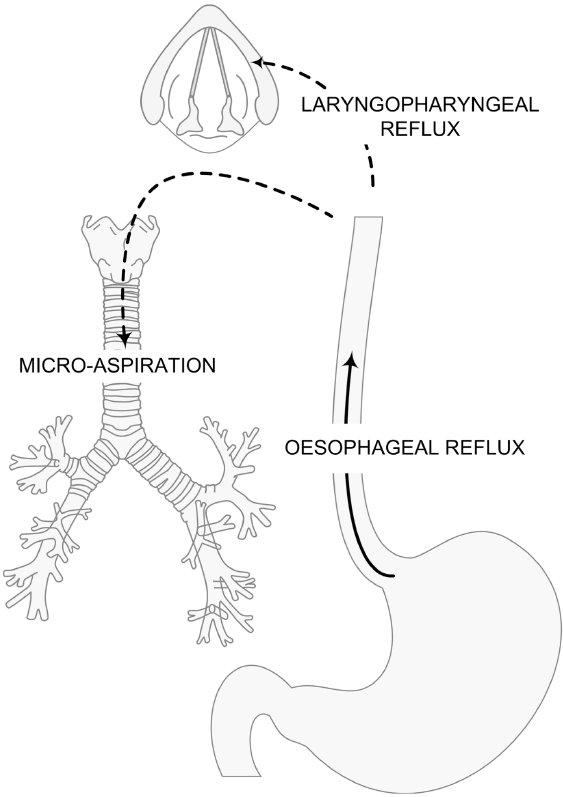 LARYNGOPHARYNGEAL
REFLUX
MICRO-ASPIRATION
OESOPHAGEAL REFLUX